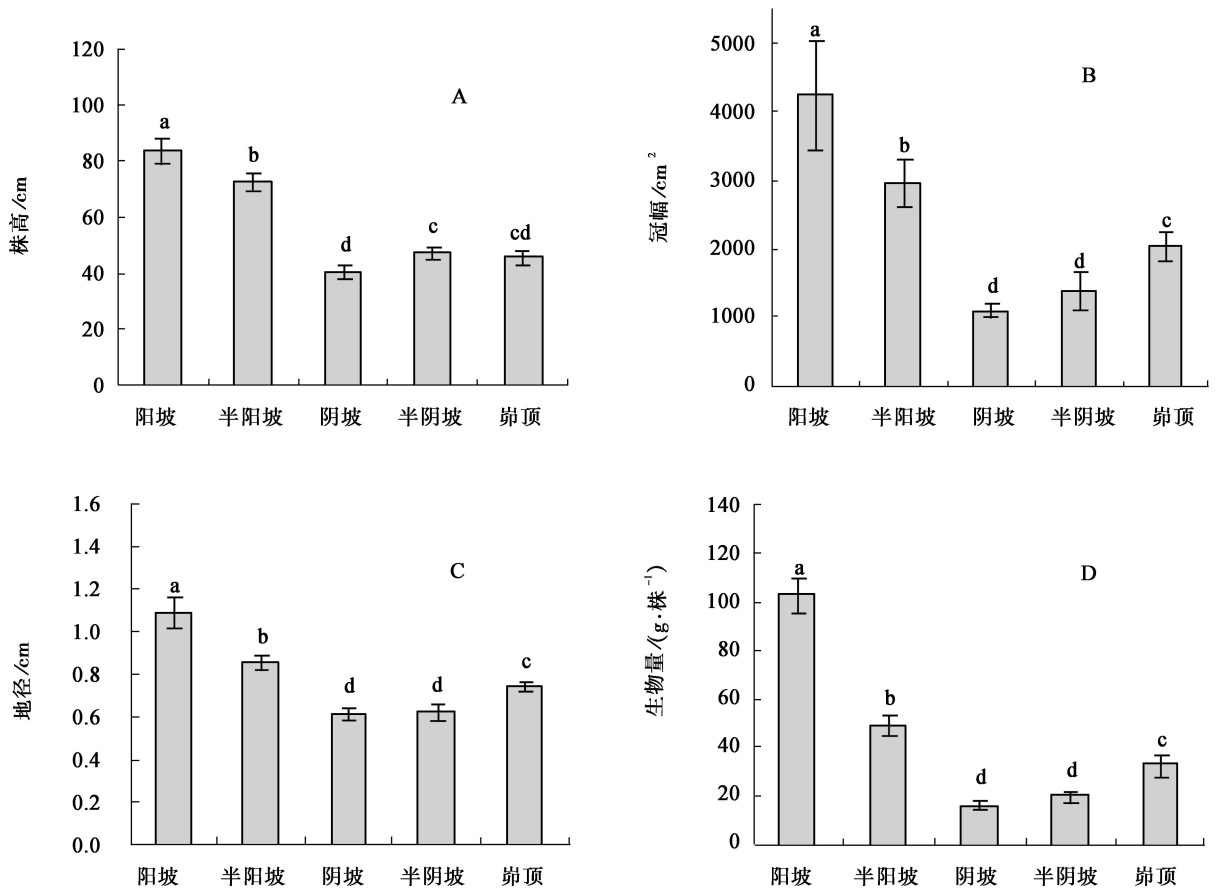 120
100
80
60
40
20
0
株高/cm
A
a
b
d
c
cd
阳坡 半阳坡 阴坡 半阴坡 峁顶
5000
4000
3000
2000
1000
0
冠幅/cm²
B
a
b
d
d
c
阳坡 半阳坡 阴坡 半阴坡 峁顶
1.6
1.4
1.2
1.0
0.8
0.6
0.4
0.2
0.0
地径/cm
C
a
b
d
d
c
阳坡 半阳坡 阴坡 半阴坡 峁顶
140
120
100
80
60
40
20
0
生物量/(g·株⁻¹)
D
a
b
d
d
c
阳坡 半阳坡 阴坡 半阴坡 峁顶